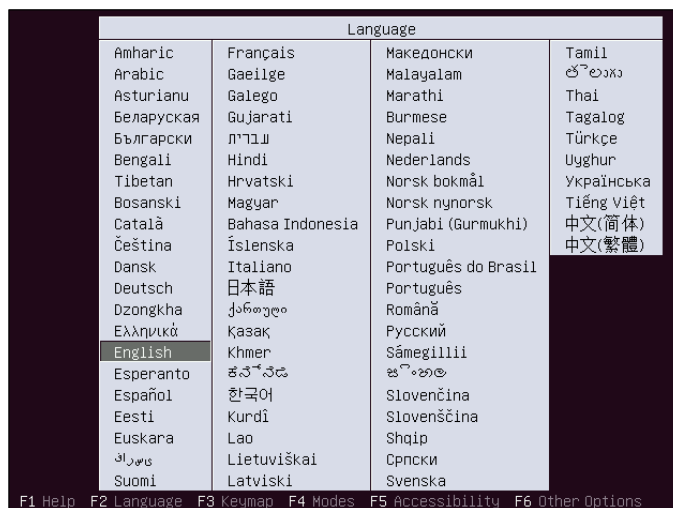 Language
Amharic
Arabic
Asturianu
Беларуская
Български
Bengali
Tibetan
Bosanski
Català
Čeština
Dansk
Deutsch
Dzongkha
Ελληνικά
English
Esperanto
Español
Eesti
Euskara
Suomi
Français
Gaeilge
Galego
Gujarati
עברית
Hindi
Hrvatski
Magyar
Bahasa Indonesia
Íslenska
Italiano
日本語
ქართული
Қазақ
Khmer
한국어
Kurdî
Lao
Lietuviškai
Latviski
Македонски
Malayalam
Marathi
Burmese
Nepali
Nederlands
Norsk bokmål
Norsk nynorsk
Punjabi (Gurmukhi)
Polski
Português do Brasil
Português
Română
Русский
Sámegillii
Slovenčina
Slovenščina
Shqip
Српски
Svenska
Tamil
Thai
Tagalog
Türkçe
Uyghur
Українська
Tiếng Việt
中文(简体)
中文(繁體)
F1 Help F2 Language F3 Keymap F4 Modes F5 Accessibility F6 Other Options